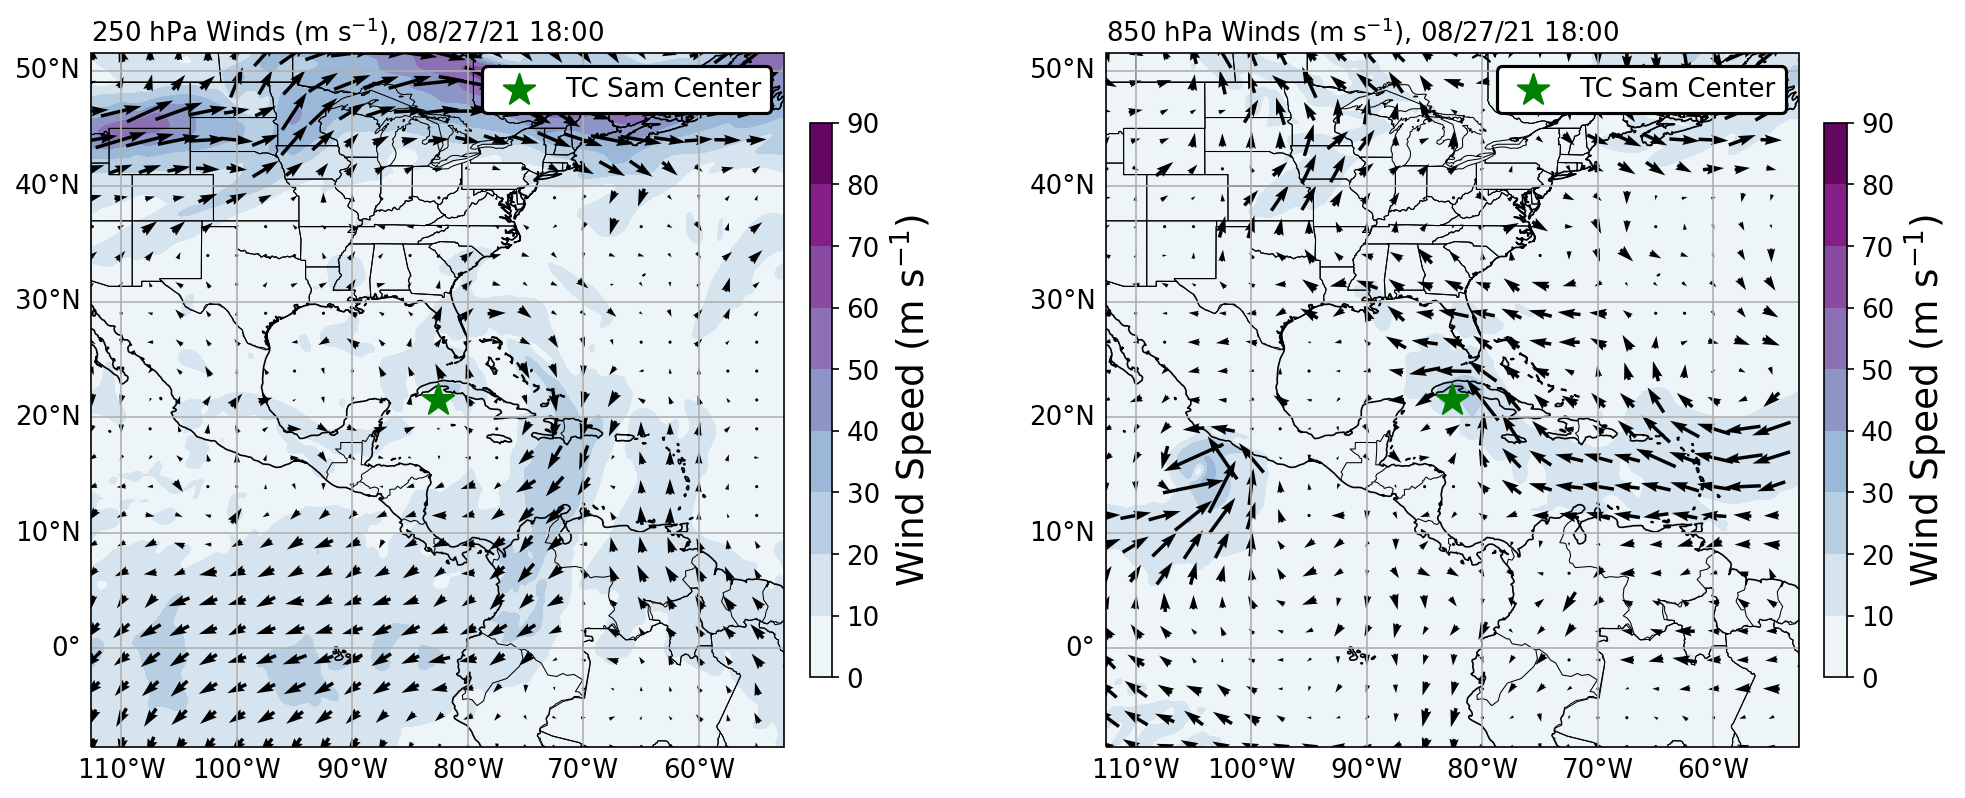 250 hPa Winds (m s⁻¹), 08/27/21 18:00
TC Sam Center
50°N
40°N
30°N
20°N
10°N
0°
110°W 100°W 90°W 80°W 70°W 60°W
90
80
70
60
50
40
30
20
10
0
Wind Speed (m s⁻¹)
850 hPa Winds (m s⁻¹), 08/27/21 18:00
TC Sam Center
50°N
40°N
30°N
20°N
10°N
0°
110°W 100°W 90°W 80°W 70°W 60°W
90
80
70
60
50
40
30
20
10
0
Wind Speed (m s⁻¹)